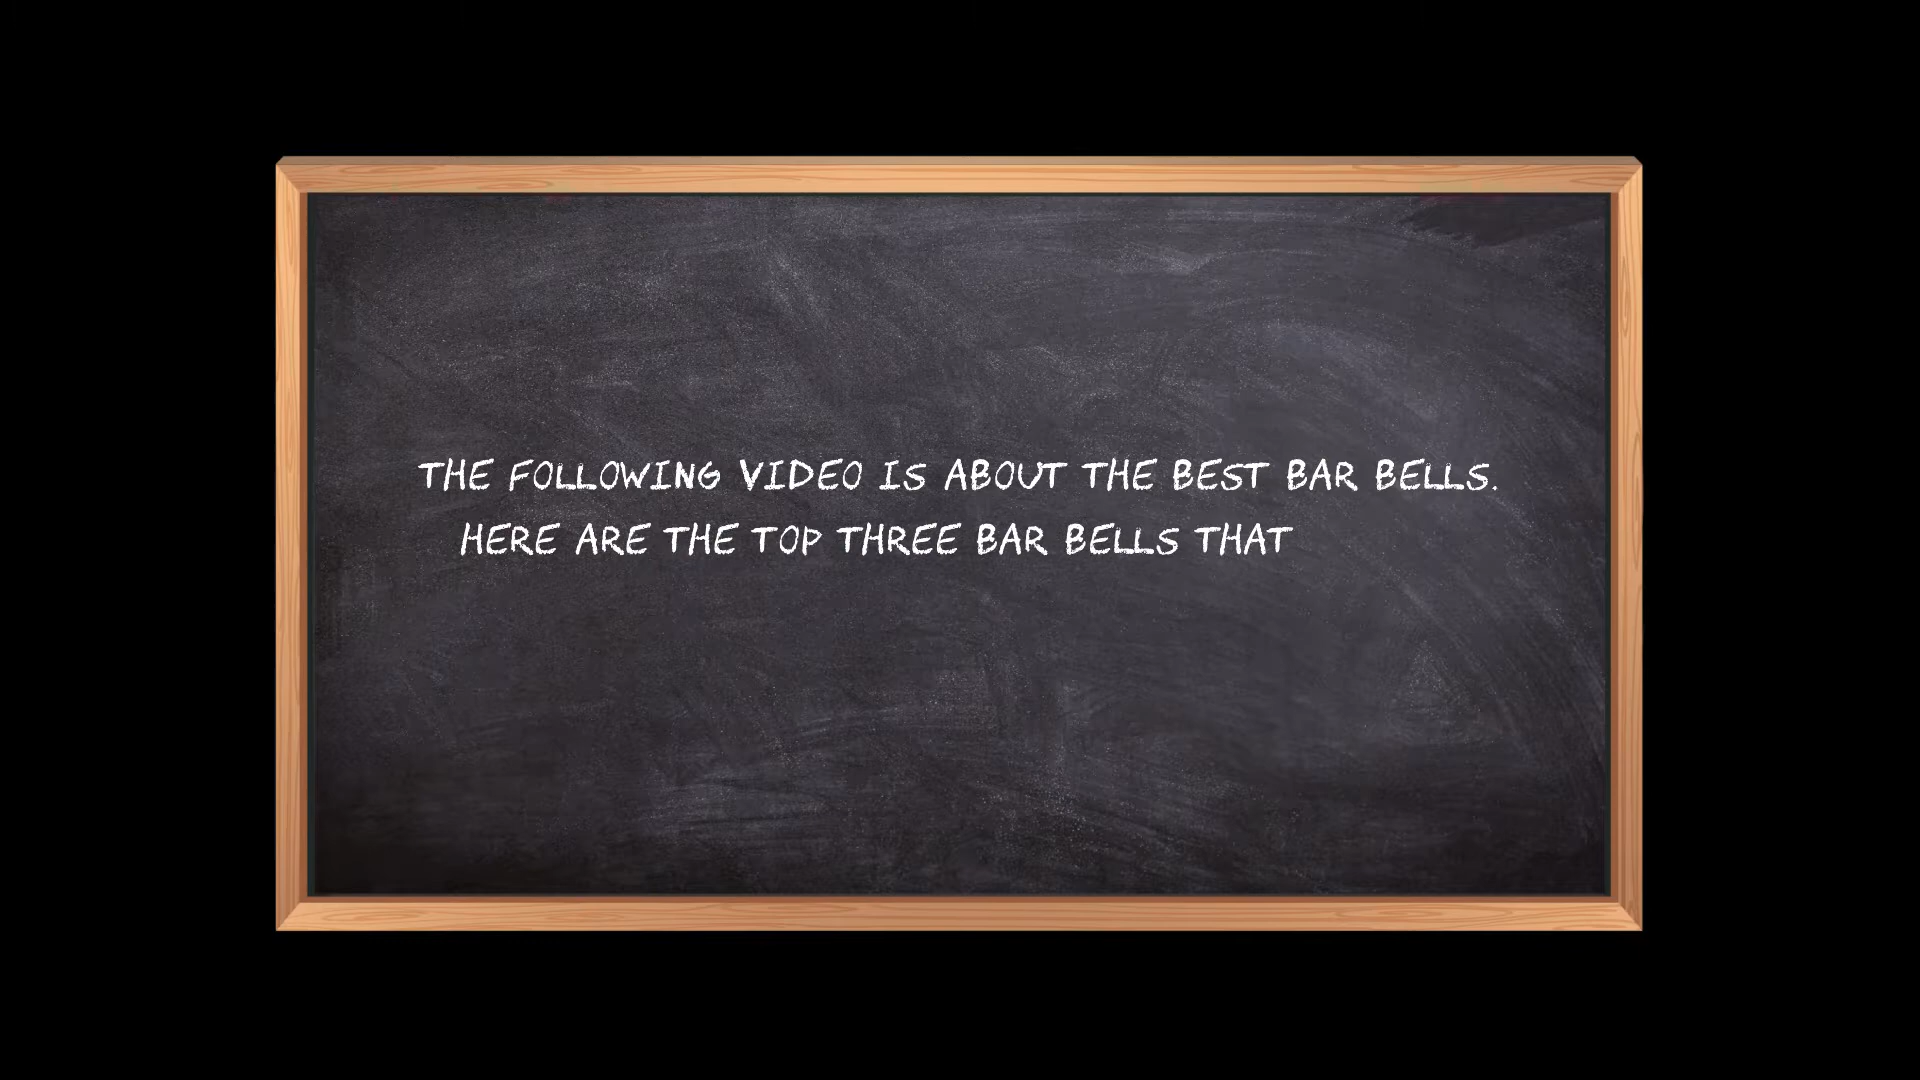 THE FOLLOWING VIDEO IS ABOUT THE BEST BAR BELLS.
HERE ARE THE TOP THREE BAR BELLS THAT